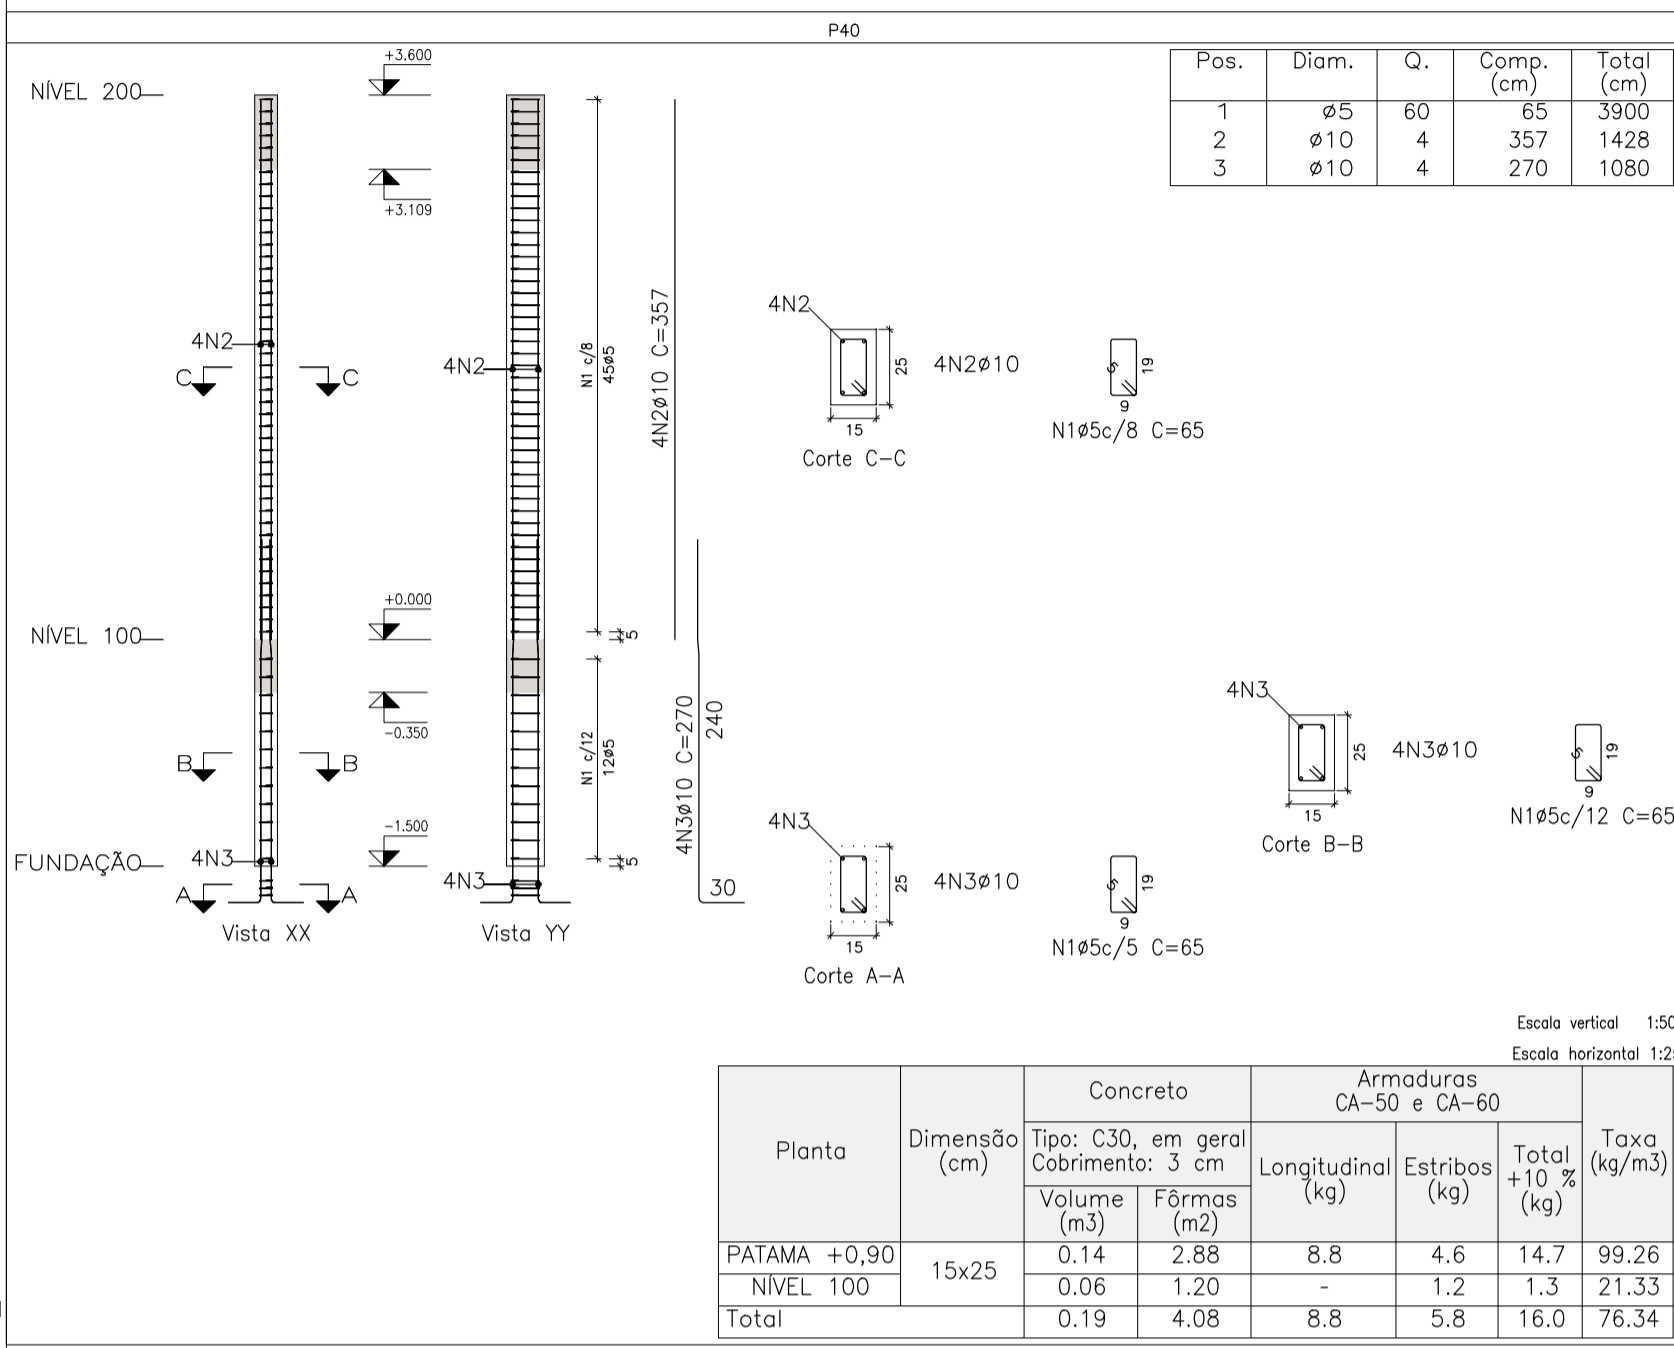 P40
NÍVEL 200
NÍVEL 100
FUNDAÇÃO
+3.600
+3.109
+0.000
-0.350
-1.500
4N2
C
C
B
B
4N3
A
A
Vista XX
4N2
4N3
Vista YY
N1 c/8
45ø5
5
N1 c/12
12ø5
5
4N2ø10 C=357
4N3ø10 C=270
240
30
Pos. Diam. Q. Comp. (cm) Total (cm)
1 ø5 60 65 3900
2 ø10 4 357 1428
3 ø10 4 270 1080
4N2
25
15
4N2ø10
Corte C-C
5
19
9
N1ø5c/8 C=65
4N3
25
15
4N3ø10
Corte B-B
5
19
9
N1ø5c/12 C=65
4N3
25
15
4N3ø10
Corte A-A
5
19
9
N1ø5c/5 C=65
Escala vertical 1:50
Escala horizontal 1:2
Planta
Dimensão
(cm)
Concreto
Tipo: C30, em geral
Cobrimento: 3 cm
Volume
(m3)
Fôrmas
(m2)
Armaduras
CA-50 e CA-60
Longitudinal
(kg)
Estribos
(kg)
Total
+10 %
(kg)
Taxa
(kg/m3)
PATAMA +0,90 15x25 0.14 2.88 8.8 4.6 14.7 99.26
NÍVEL 100 0.06 1.20 - 1.2 1.3 21.33
Total 0.19 4.08 8.8 5.8 16.0 76.34